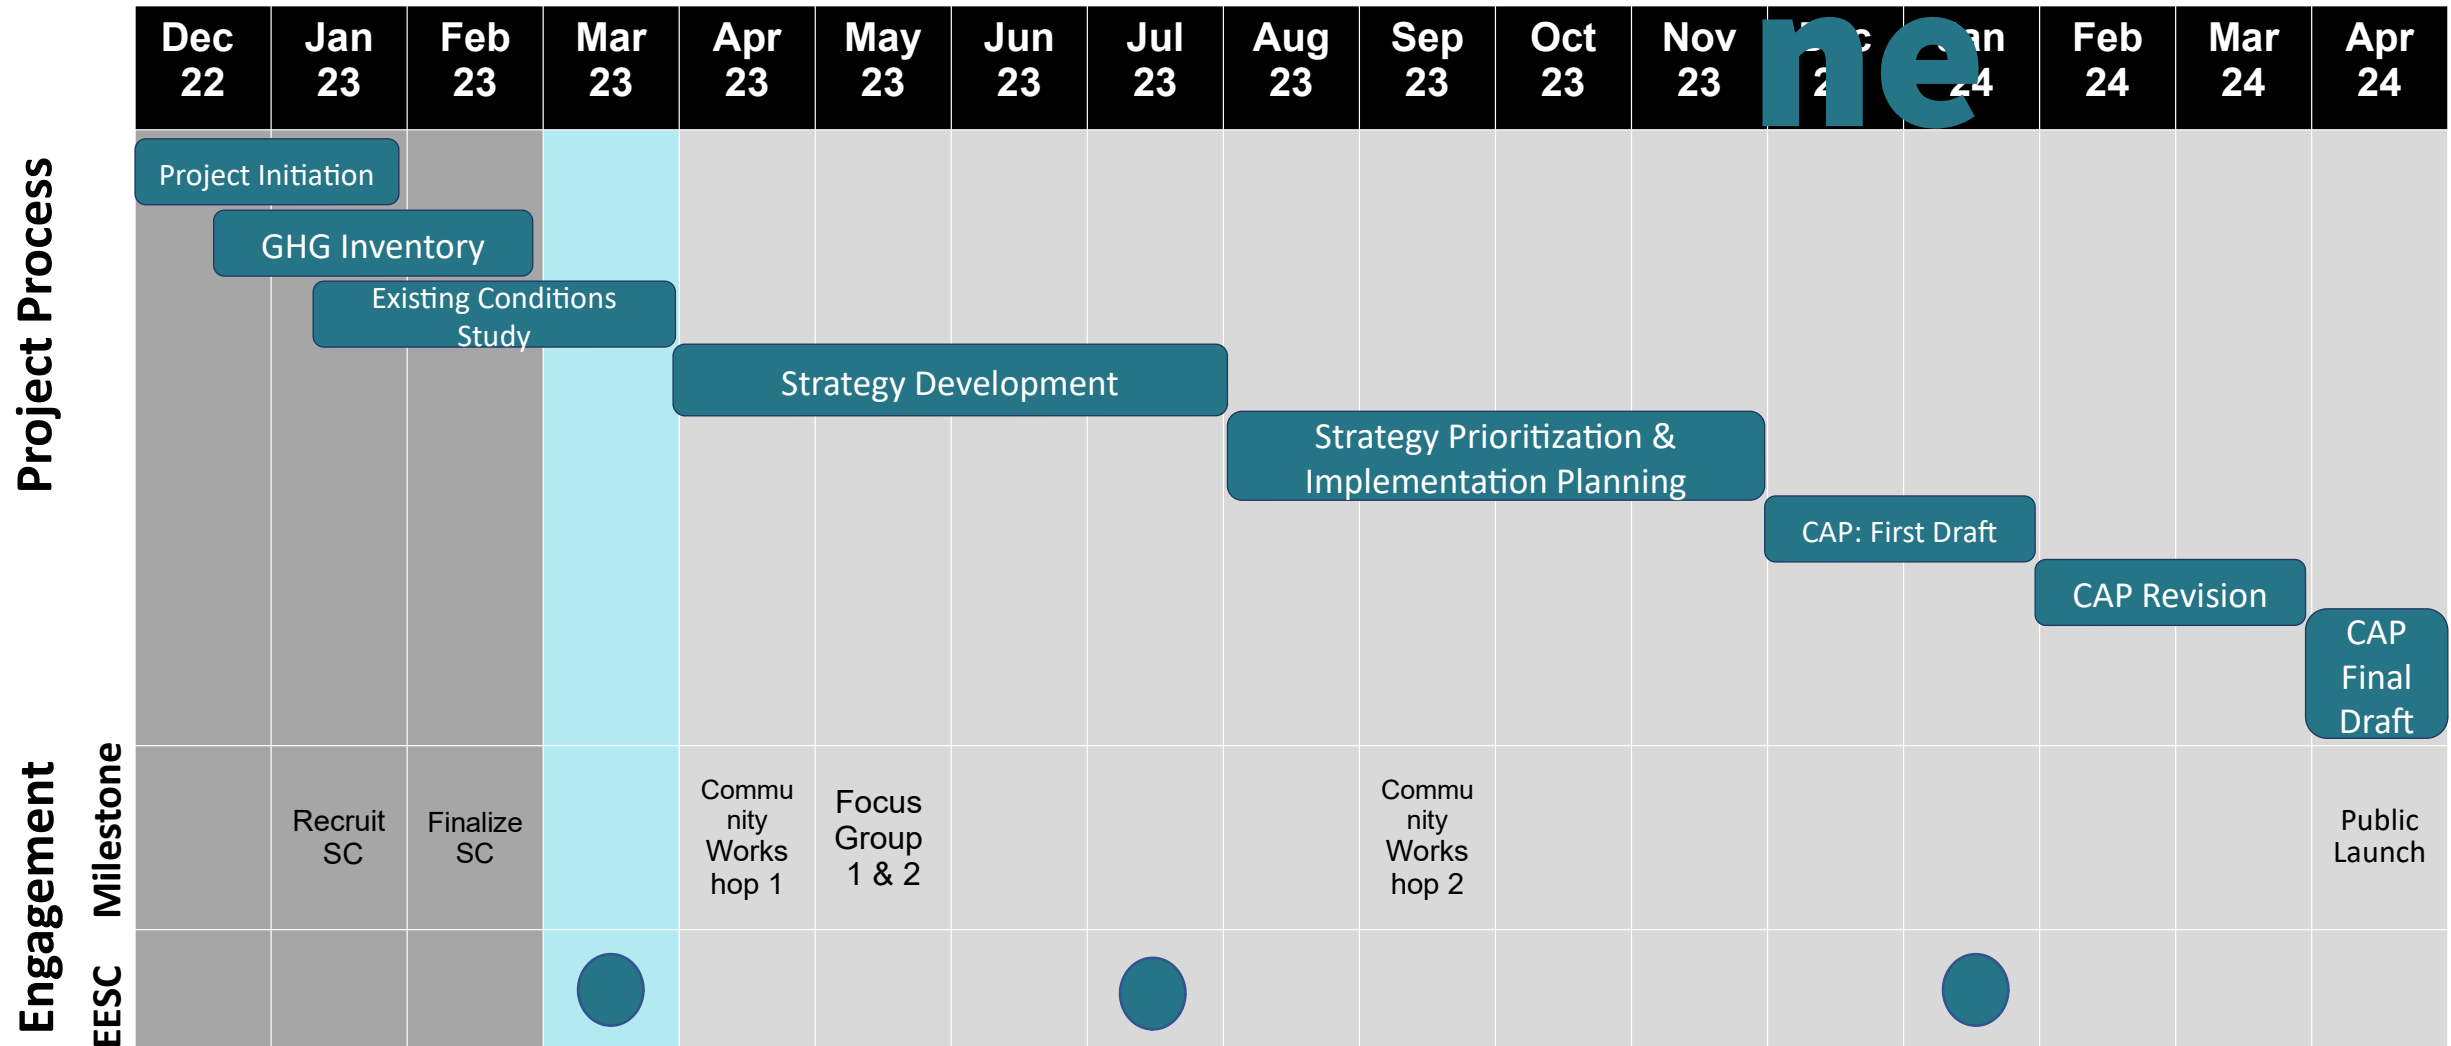 ne
Dec Jan Feb Mar Apr May Jun Jul Aug Sep Oct Nov Feb Mar Apr
22 23 23 23 23 23 23 23 23 23 23 23 24 24 24 24
Project Process
Project Initiation
GHG Inventory
Existing Conditions
Study
Strategy Development
Strategy Prioritization &
Implementation Planning
CAP: First Draft
CAP Revision
CAP
Final
Draft
Engagement
Milestone
Recruit
SC
Finalize
SC
Commu
nity
Works
hop 1
Focus
Group
1 & 2
Commu
nity
Works
hop 2
Public
Launch
EESC